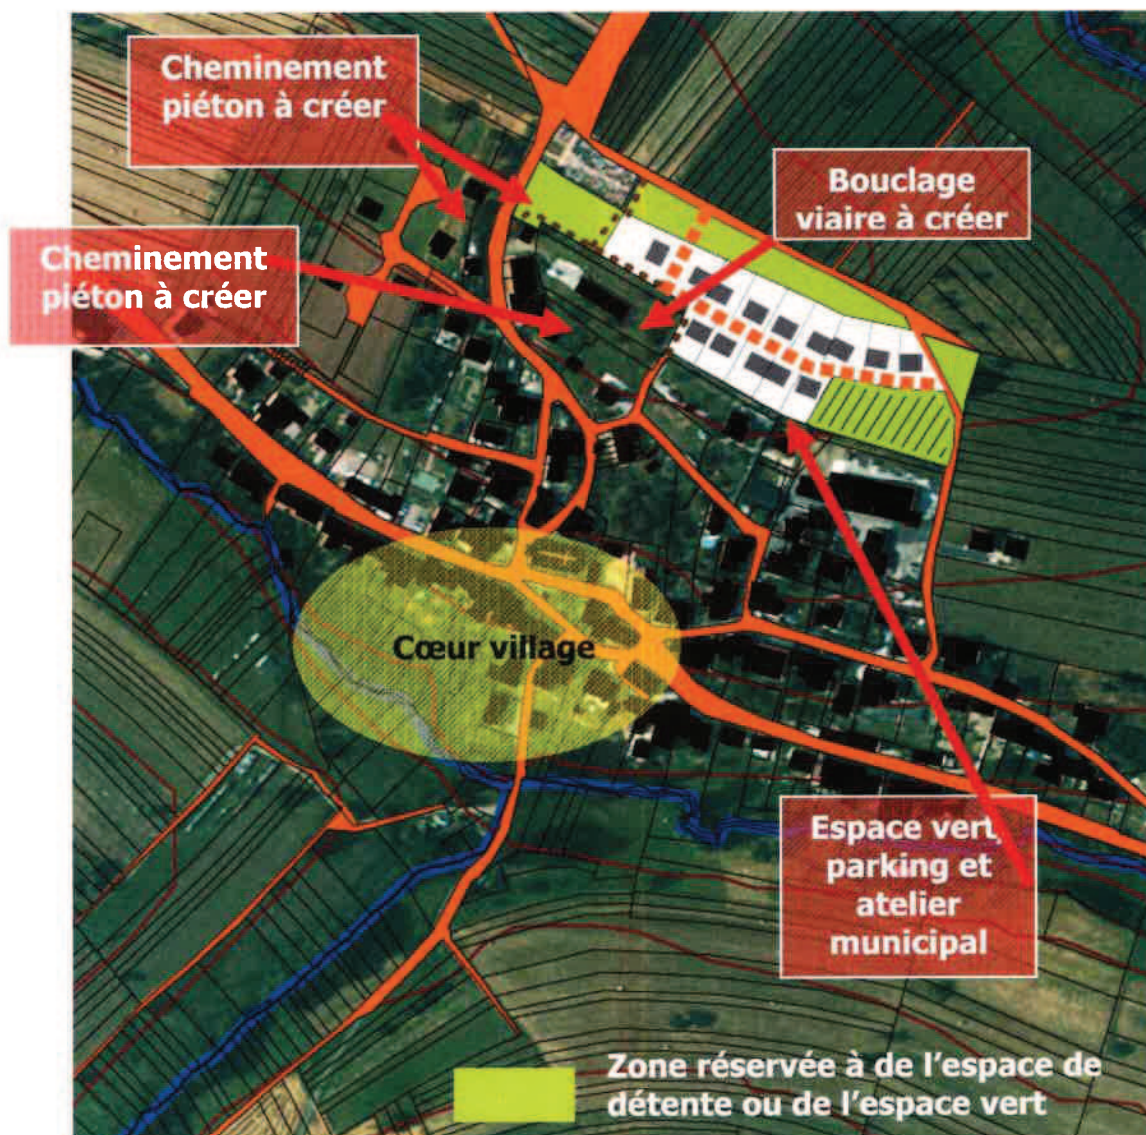 Cheminement
piéton à créer
Bouclage
viaire à créer
Cheminement
piéton à créer
Cœur village
Espace vert,
parking et
atelier
municipal
Zone réservée à de l'espace de
détente ou de l'espace vert